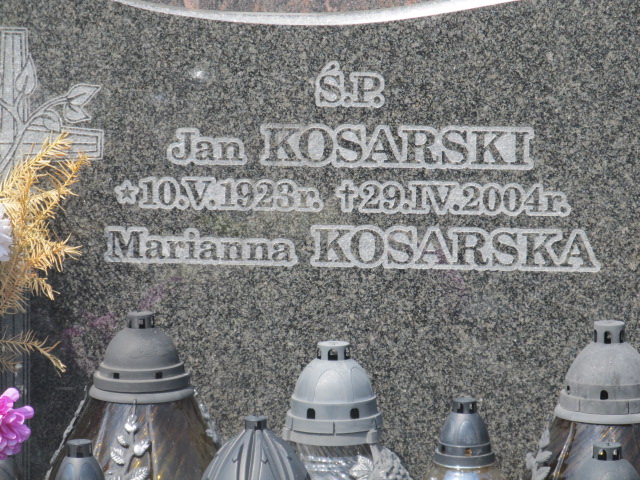 Ś.P.
Jan KOSARSKI
*10.V.1923r. †29.IV.2004r.
Marianna KOSARSKA